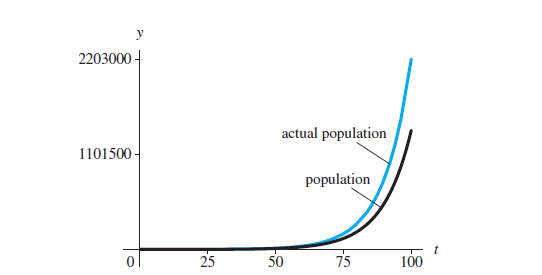 y
2203000
actual population
1101500
population
t
0 25 50 75 100